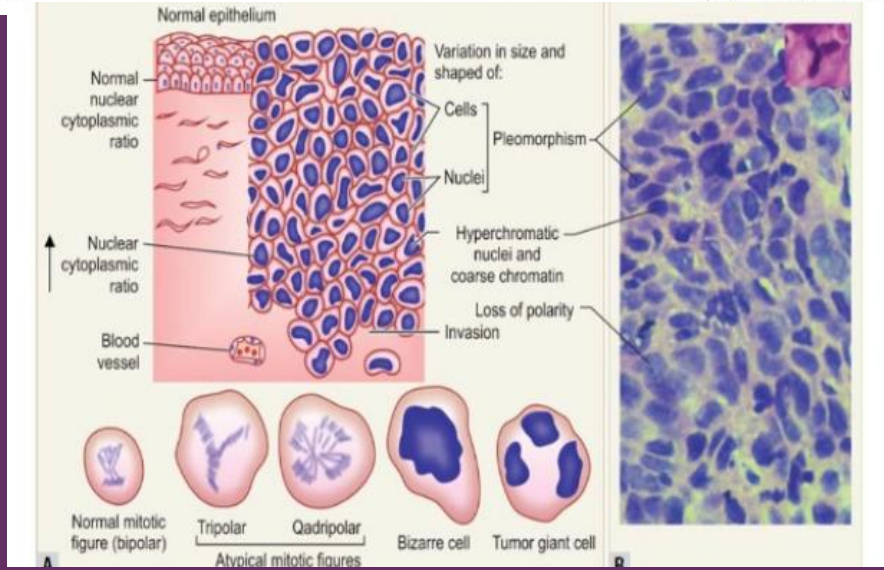 Normal epithelium
Normal
nuclear
cytoplasmic
ratio
Nuclear
cytoplasmic
ratio
Blood
vessel
Variation in size and
shaped of:
Cells
Nuclei
Pleomorphism
Hyperchromatic
nuclei and
coarse chromatin
Loss of polarity
Invasion
Normal mitotic
figure (bipolar)
Tripolar
Qadripolar
Atypical mitotic figures
Bizarre cell
Tumor giant cell
A
B